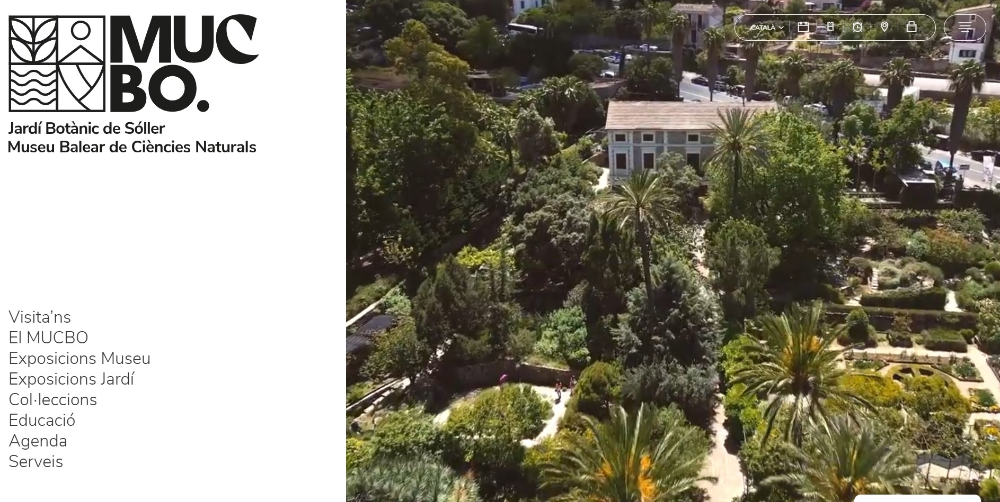 MUC
BO.
Jardí Botànic de Sóller
Museu Balear de Ciències Naturals
CATALÀ
Visita’ns
El MUCBO
Exposicions Museu
Exposicions Jardí
Col·leccions
Educació
Agenda
Serveis